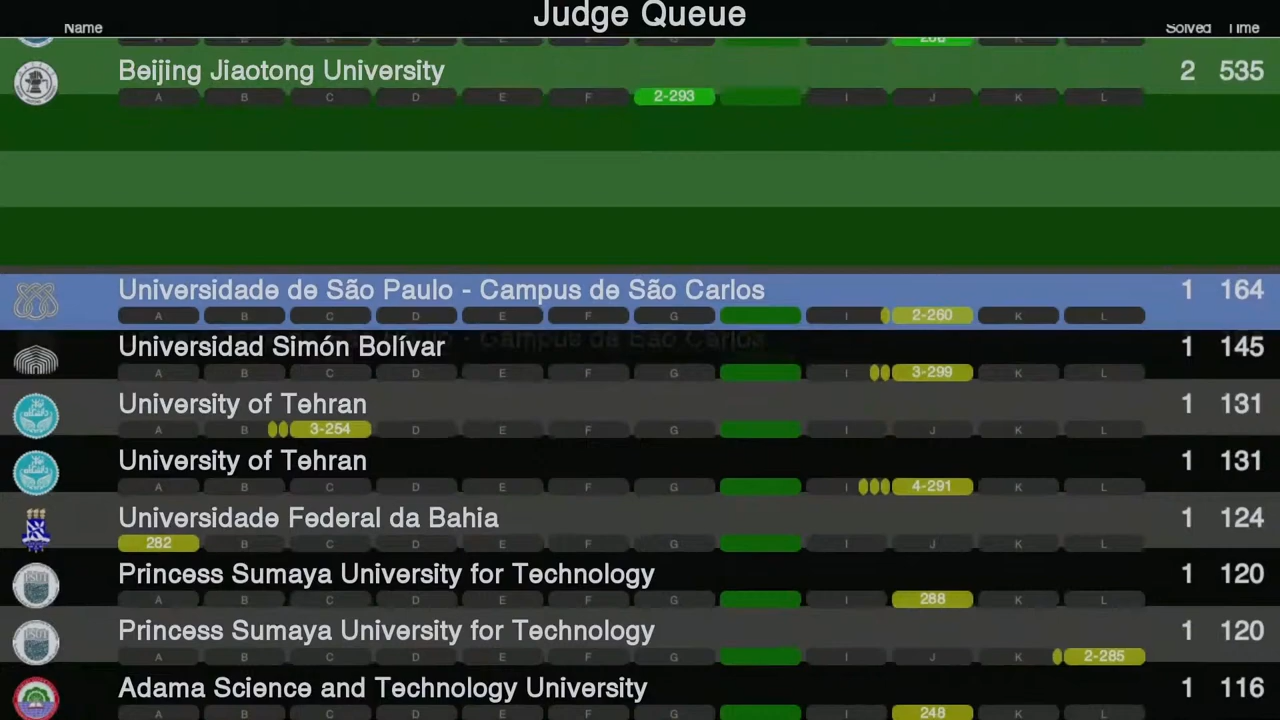 Judge Queue
Name Solved Time
Beijing Jiaotong University 2 535
A B C D E F 2-293 I J K L
Universidade de São Paulo - Campus de São Carlos 1 164
A B C D E F G I 2-260 K L
Universidad Simón Bolívar 1 145
A B C D E F G I 3-299 K L
University of Tehran 1 131
A B 3-254 D E F G I J K L
University of Tehran 1 131
A B C D E F G I 4-291 K L
Universidade Federal da Bahia 1 124
282 B C D E F G I J K L
Princess Sumaya University for Technology 1 120
A B C D E F G I 288 K L
Princess Sumaya University for Technology 1 120
A B C D E F G I J K 2-285
Adama Science and Technology University 1 116
A B C D E F G I 248 K L